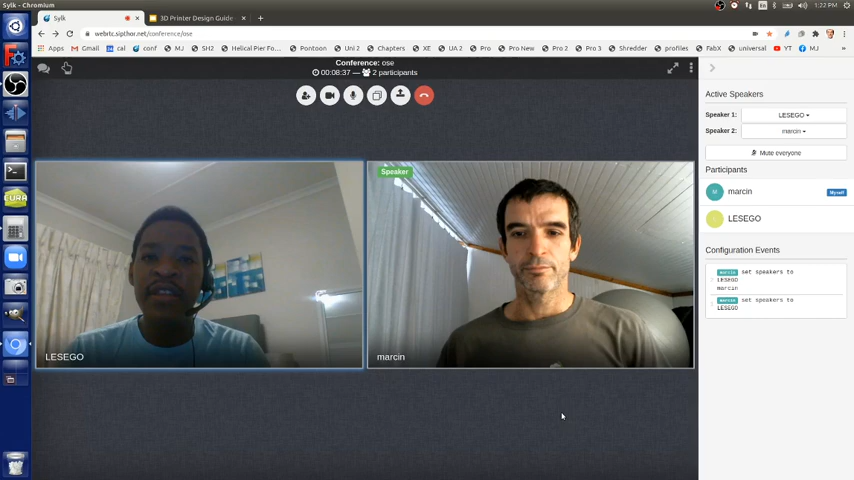 Sylk - Chromium
1:22 PM
Sylk
3D Printer Design Guide
webrtc.sipthor.net/conference/ose
Apps
Gmail
cal
conf
MJ
SH2
Helical Pier Fo...
Pontoon
Uni 2
Chapters
XE
UA 2
Pro
Pro New
Pro 2
Pro 3
Shredder
profiles
FabX
universal
YT
MJ
Conference: ose
00:08:37 — 2 participants
Speaker
LESEGO
marcin
Active Speakers
Speaker 1:
LESEGO
Speaker 2:
marcin
Mute everyone
Participants
M
marcin
Myself
L
LESEGO
Configuration Events
marcin set speakers to
LESEGO
marcin
marcin set speakers to
LESEGO
CURA